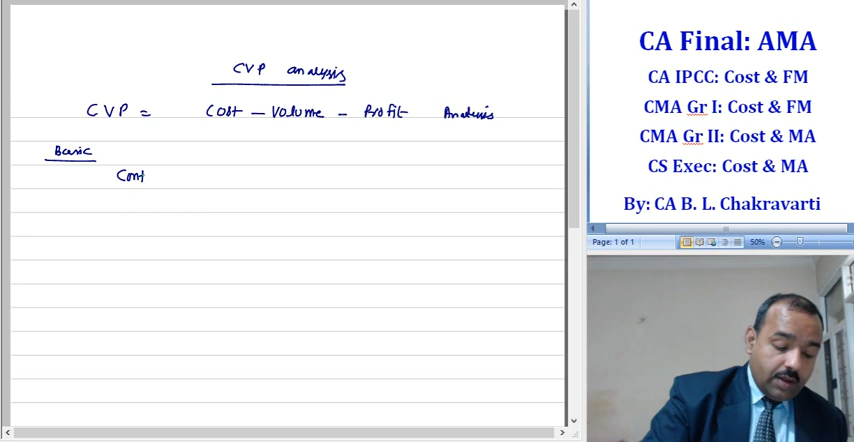 CVP analysis
CVP = Cost – Volume – Profit Analysis
Basic
Cont
CA Final: AMA
CA IPCC: Cost & FM
CMA Gr I: Cost & FM
CMA Gr II: Cost & MA
CS Exec: Cost & MA
By: CA B. L. Chakravarti
Page: 1 of 1 50%